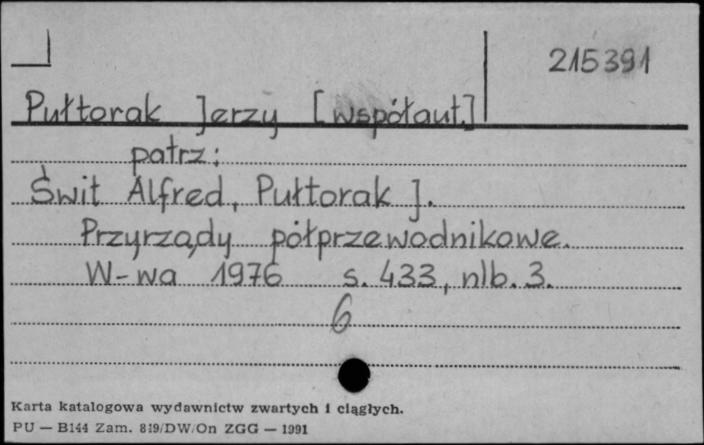 215391
Pułtorak Jerzy [współaut.]
patrz:
Świt Alfred, Pułtorak J.
Przyrządy półprzewodnikowe.
W-wa 1976 s. 433, nlb. 3.
6
Karta katalogowa wydawnictw zwartych i ciągłych.
PU — B144 Zam. 819/DW/On ZGG — 1991